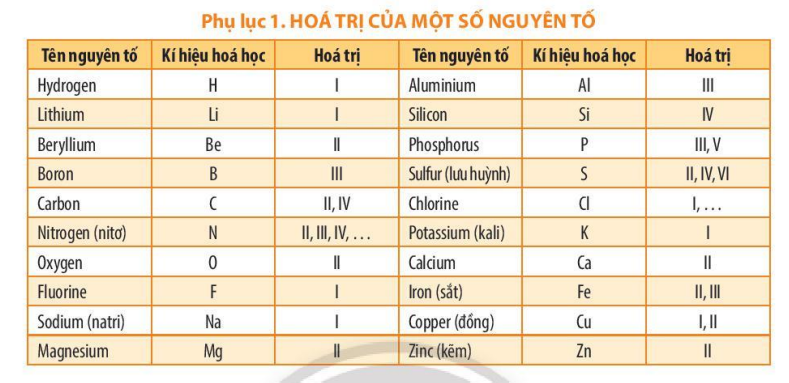 Phụ lục 1. HOÁ TRỊ CỦA MỘT SỐ NGUYÊN TỐ
Tên nguyên tố Kí hiệu hoá học Hoá trị Tên nguyên tố Kí hiệu hoá học Hoá trị
Hydrogen H I Aluminium Al III
Lithium Li I Silicon Si IV
Beryllium Be II Phosphorus P III, V
Boron B III Sulfur (lưu huỳnh) S II, IV, VI
Carbon C II, IV Chlorine Cl I, …
Nitrogen (nitơ) N II, III, IV, … Potassium (kali) K I
Oxygen O II Calcium Ca II
Fluorine F I Iron (sắt) Fe II, III
Sodium (natri) Na I Copper (đồng) Cu I, II
Magnesium Mg II Zinc (kẽm) Zn II